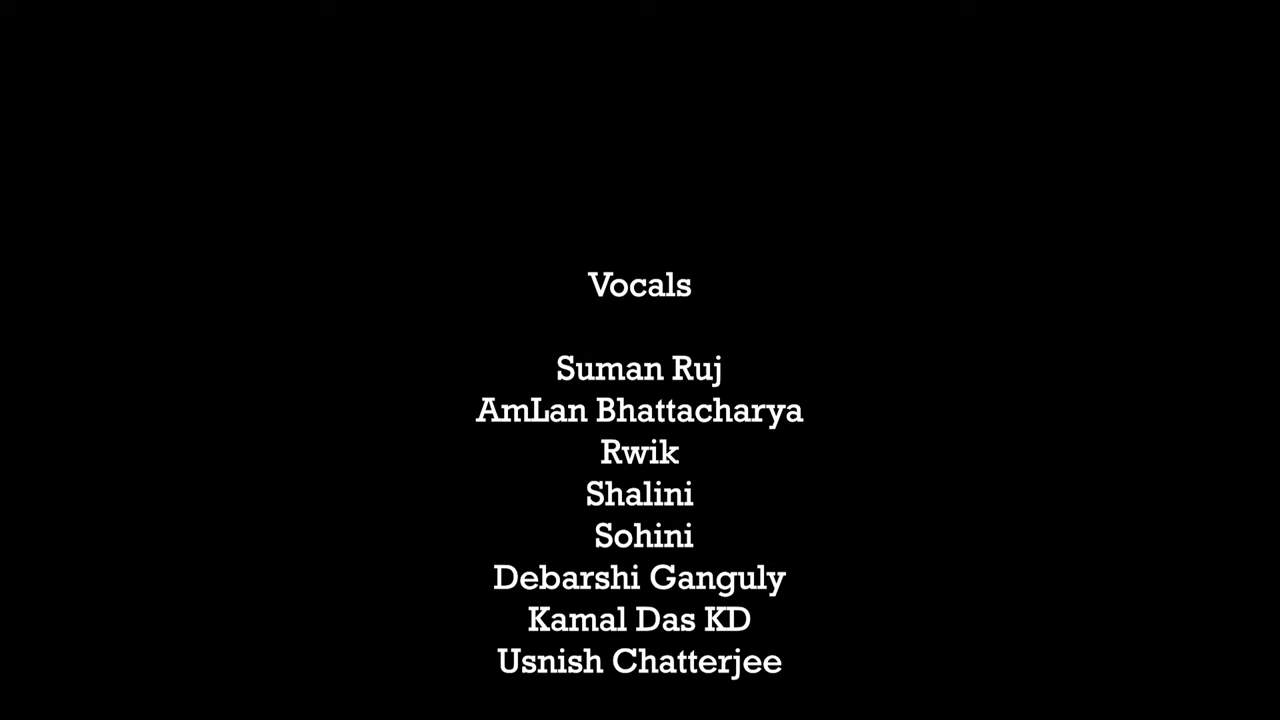 Vocals
Suman Ruj
AmLan Bhattacharya
Rwik
Shalini
Sohini
Debarshi Ganguly
Kamal Das KD
Usnish Chatterjee